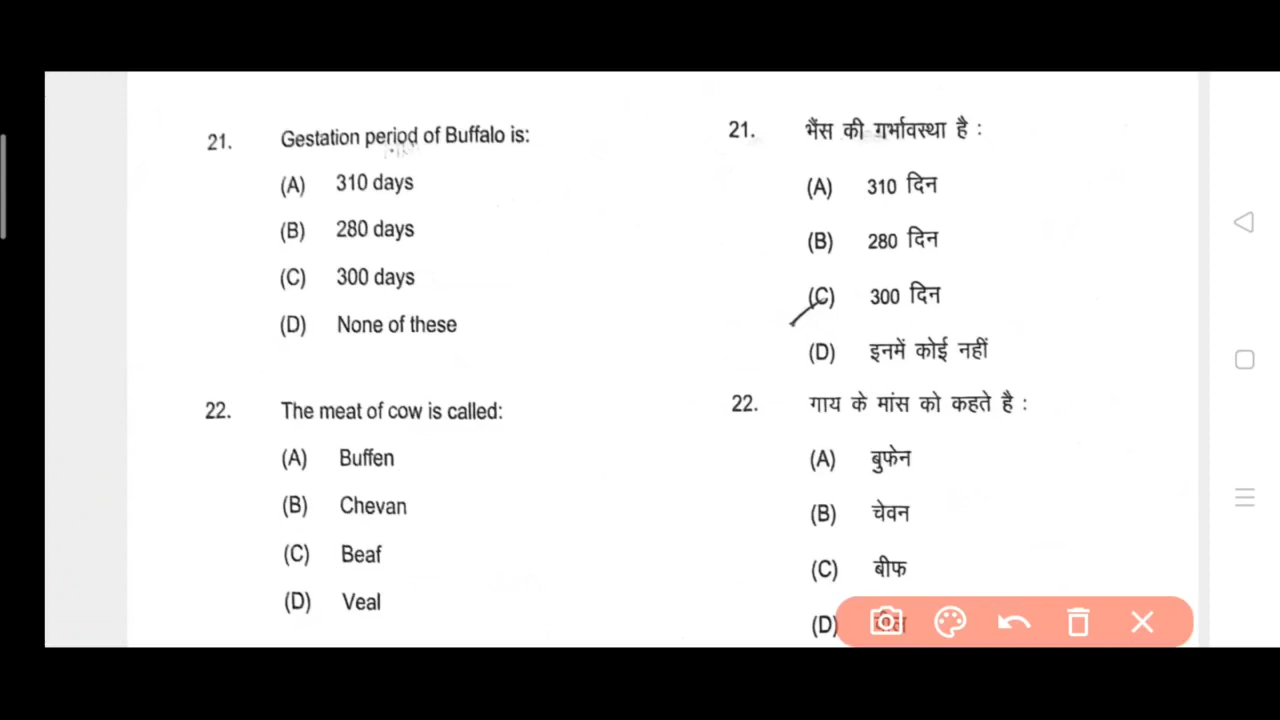 21. Gestation period of Buffalo is:
(A) 310 days
(B) 280 days
(C) 300 days
(D) None of these
22. The meat of cow is called:
(A) Buffen
(B) Chevan
(C) Beaf
(D) Veal
21. भैंस की गर्भावस्था है :
(A) 310 दिन
(B) 280 दिन
(C) 300 दिन
(D) इनमें कोई नहीं
22. गाय के मांस को कहते है :
(A) बुफेन
(B) चेवन
(C) बीफ
(D)